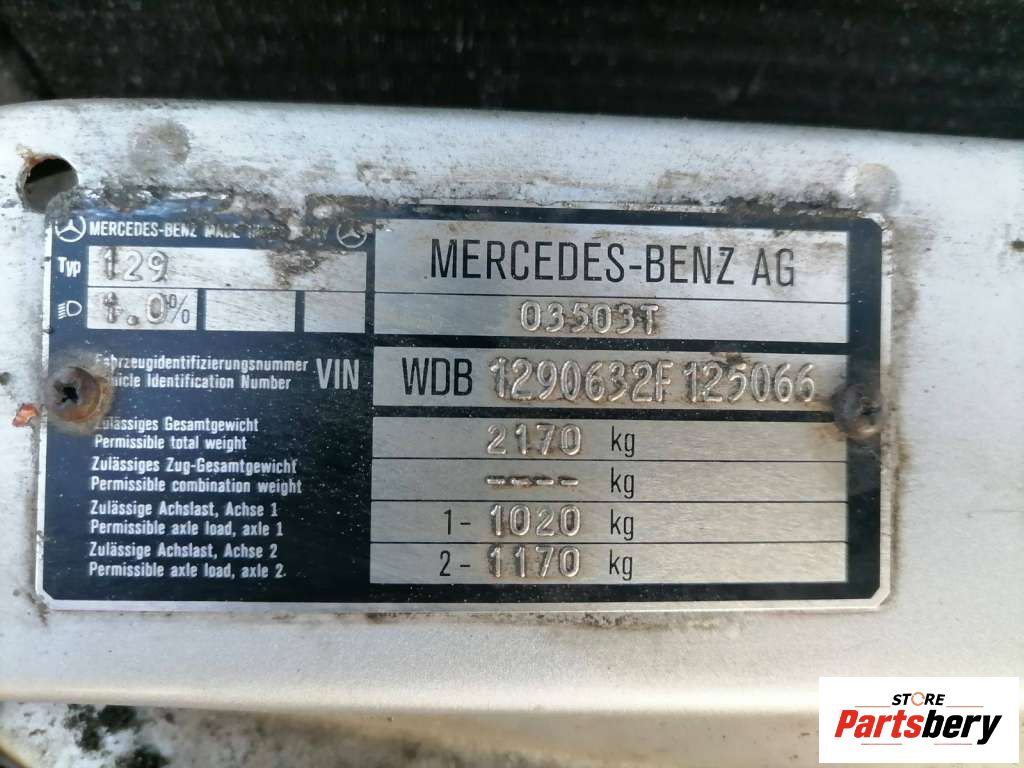 MERCEDES-BENZ MADE
MERCEDES-BENZ AG
Typ 129
1.0%
03503T
Fahrzeugidentifizierungsnummer
Vehicle Identification Number
VIN
WDB 1290632F125066
Zulässiges Gesamtgewicht
Permissible total weight
2170 kg
Zulässiges Zug-Gesamtgewicht
Permissible combination weight
---- kg
Zulässige Achslast, Achse 1
Permissible axle load, axle 1
1- 1020 kg
Zulässige Achslast, Achse 2
Permissible axle load, axle 2.
2- 1170 kg
STORE
Partsbery